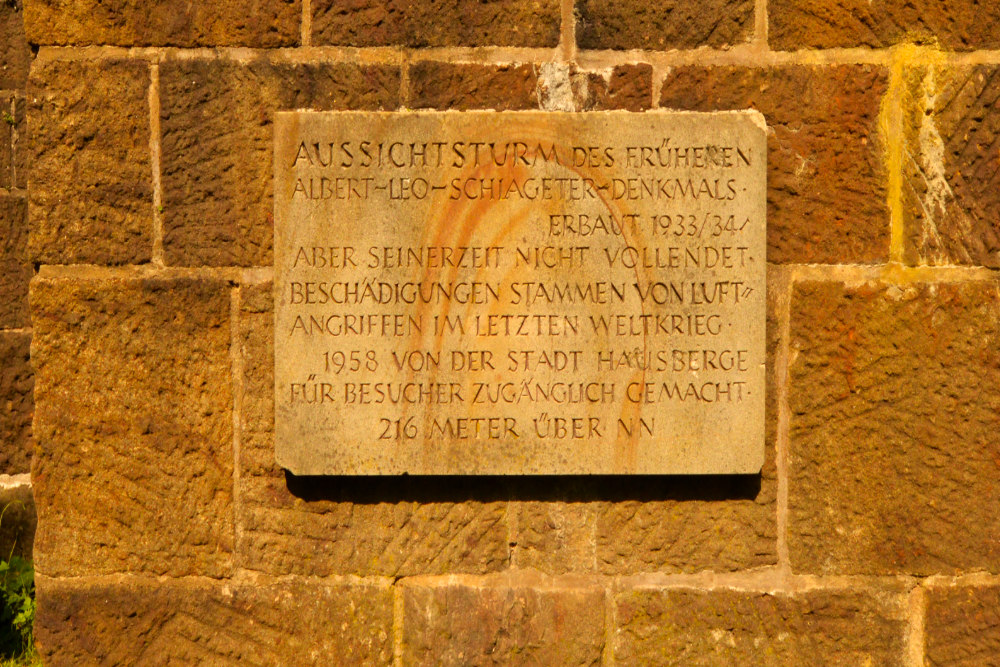 AUSSICHTSTURM DES FRÜHEREN
ALBERT-LEO-SCHLAGETER-DENKMALS·
ERBAUT 1933/34/
ABER SEINERZEIT NICHT VOLLENDET·
BESCHÄDIGUNGEN STAMMEN VON LUFT-
ANGRIFFEN IM LETZTEN WELTKRIEG·
1958 VON DER STADT HAUSBERGE
FÜR BESUCHER ZUGÄNGLICH GEMACHT·
216 METER ÜBER NN